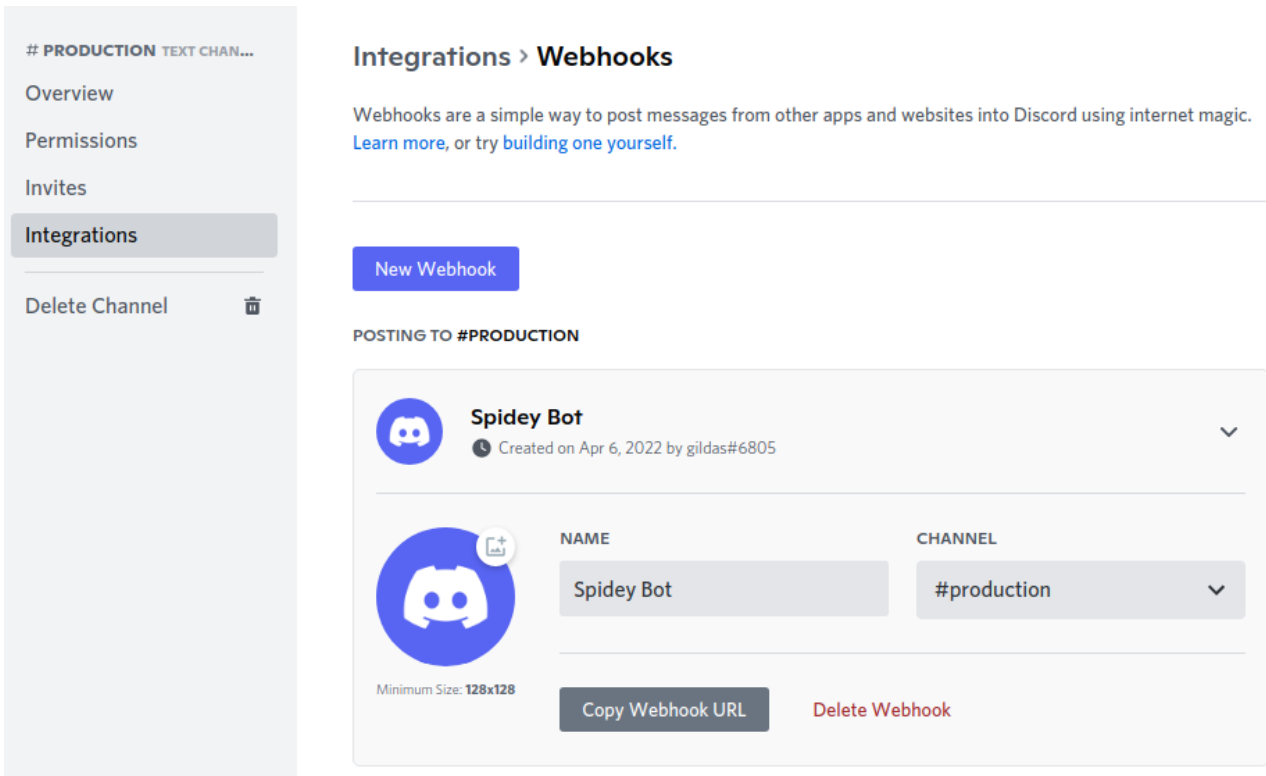 # PRODUCTION TEXT CHAN...
Overview
Permissions
Invites
Integrations
Delete Channel
Integrations > Webhooks
Webhooks are a simple way to post messages from other apps and websites into Discord using internet magic.
Learn more, or try building one yourself.
New Webhook
POSTING TO #PRODUCTION
Spidey Bot
Created on Apr 6, 2022 by gildas#6805
NAME
CHANNEL
Spidey Bot
#production
Minimum Size: 128x128
Copy Webhook URL
Delete Webhook